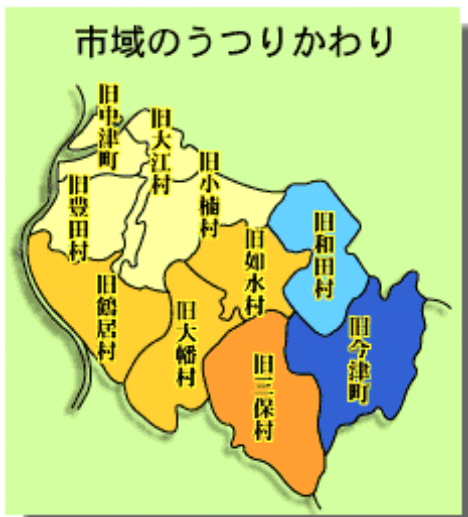 市域のうつりかわり
旧中津町
旧大江村
旧小楠村
旧豊田村
旧和田村
旧如水村
旧鶴居村
旧大幡村
旧三保村
旧今津町